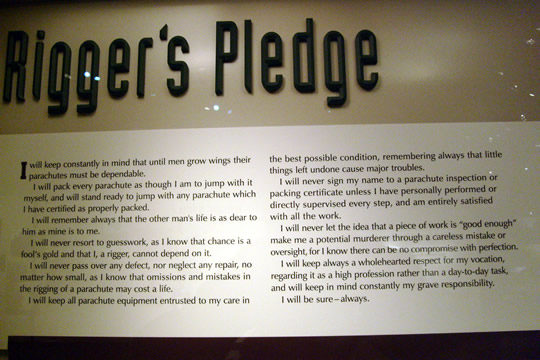 Rigger's Pledge
I will keep constantly in mind that until men grow wings their
parachutes must be dependable.
I will pack every parachute as though I am to jump with it
myself, and will stand ready to jump with any parachute which
I have certified as properly packed.
I will remember always that the other man's life is as dear to
him as mine is to me.
I will never resort to guesswork, as I know that chance is a
fool's gold and that I, a rigger, cannot depend on it.
I will never pass over any defect, nor neglect any repair, no
matter how small, as I know that omissions and mistakes in
the rigging of a parachute may cost a life.
I will keep all parachute equipment entrusted to my care in
the best possible condition, remembering always that little
things left undone cause major troubles.
I will never sign my name to a parachute inspection or
packing certificate unless I have personally performed or
directly supervised every step, and am entirely satisfied
with all the work.
I will never let the idea that a piece of work is "good enough"
make me a potential murderer through a careless mistake or
oversight, for I know there can be no compromise with perfection.
I will keep always a wholehearted respect for my vocation,
regarding it as a high profession rather than a day-to-day task,
and will keep in mind constantly my grave responsibility.
I will be sure – always.